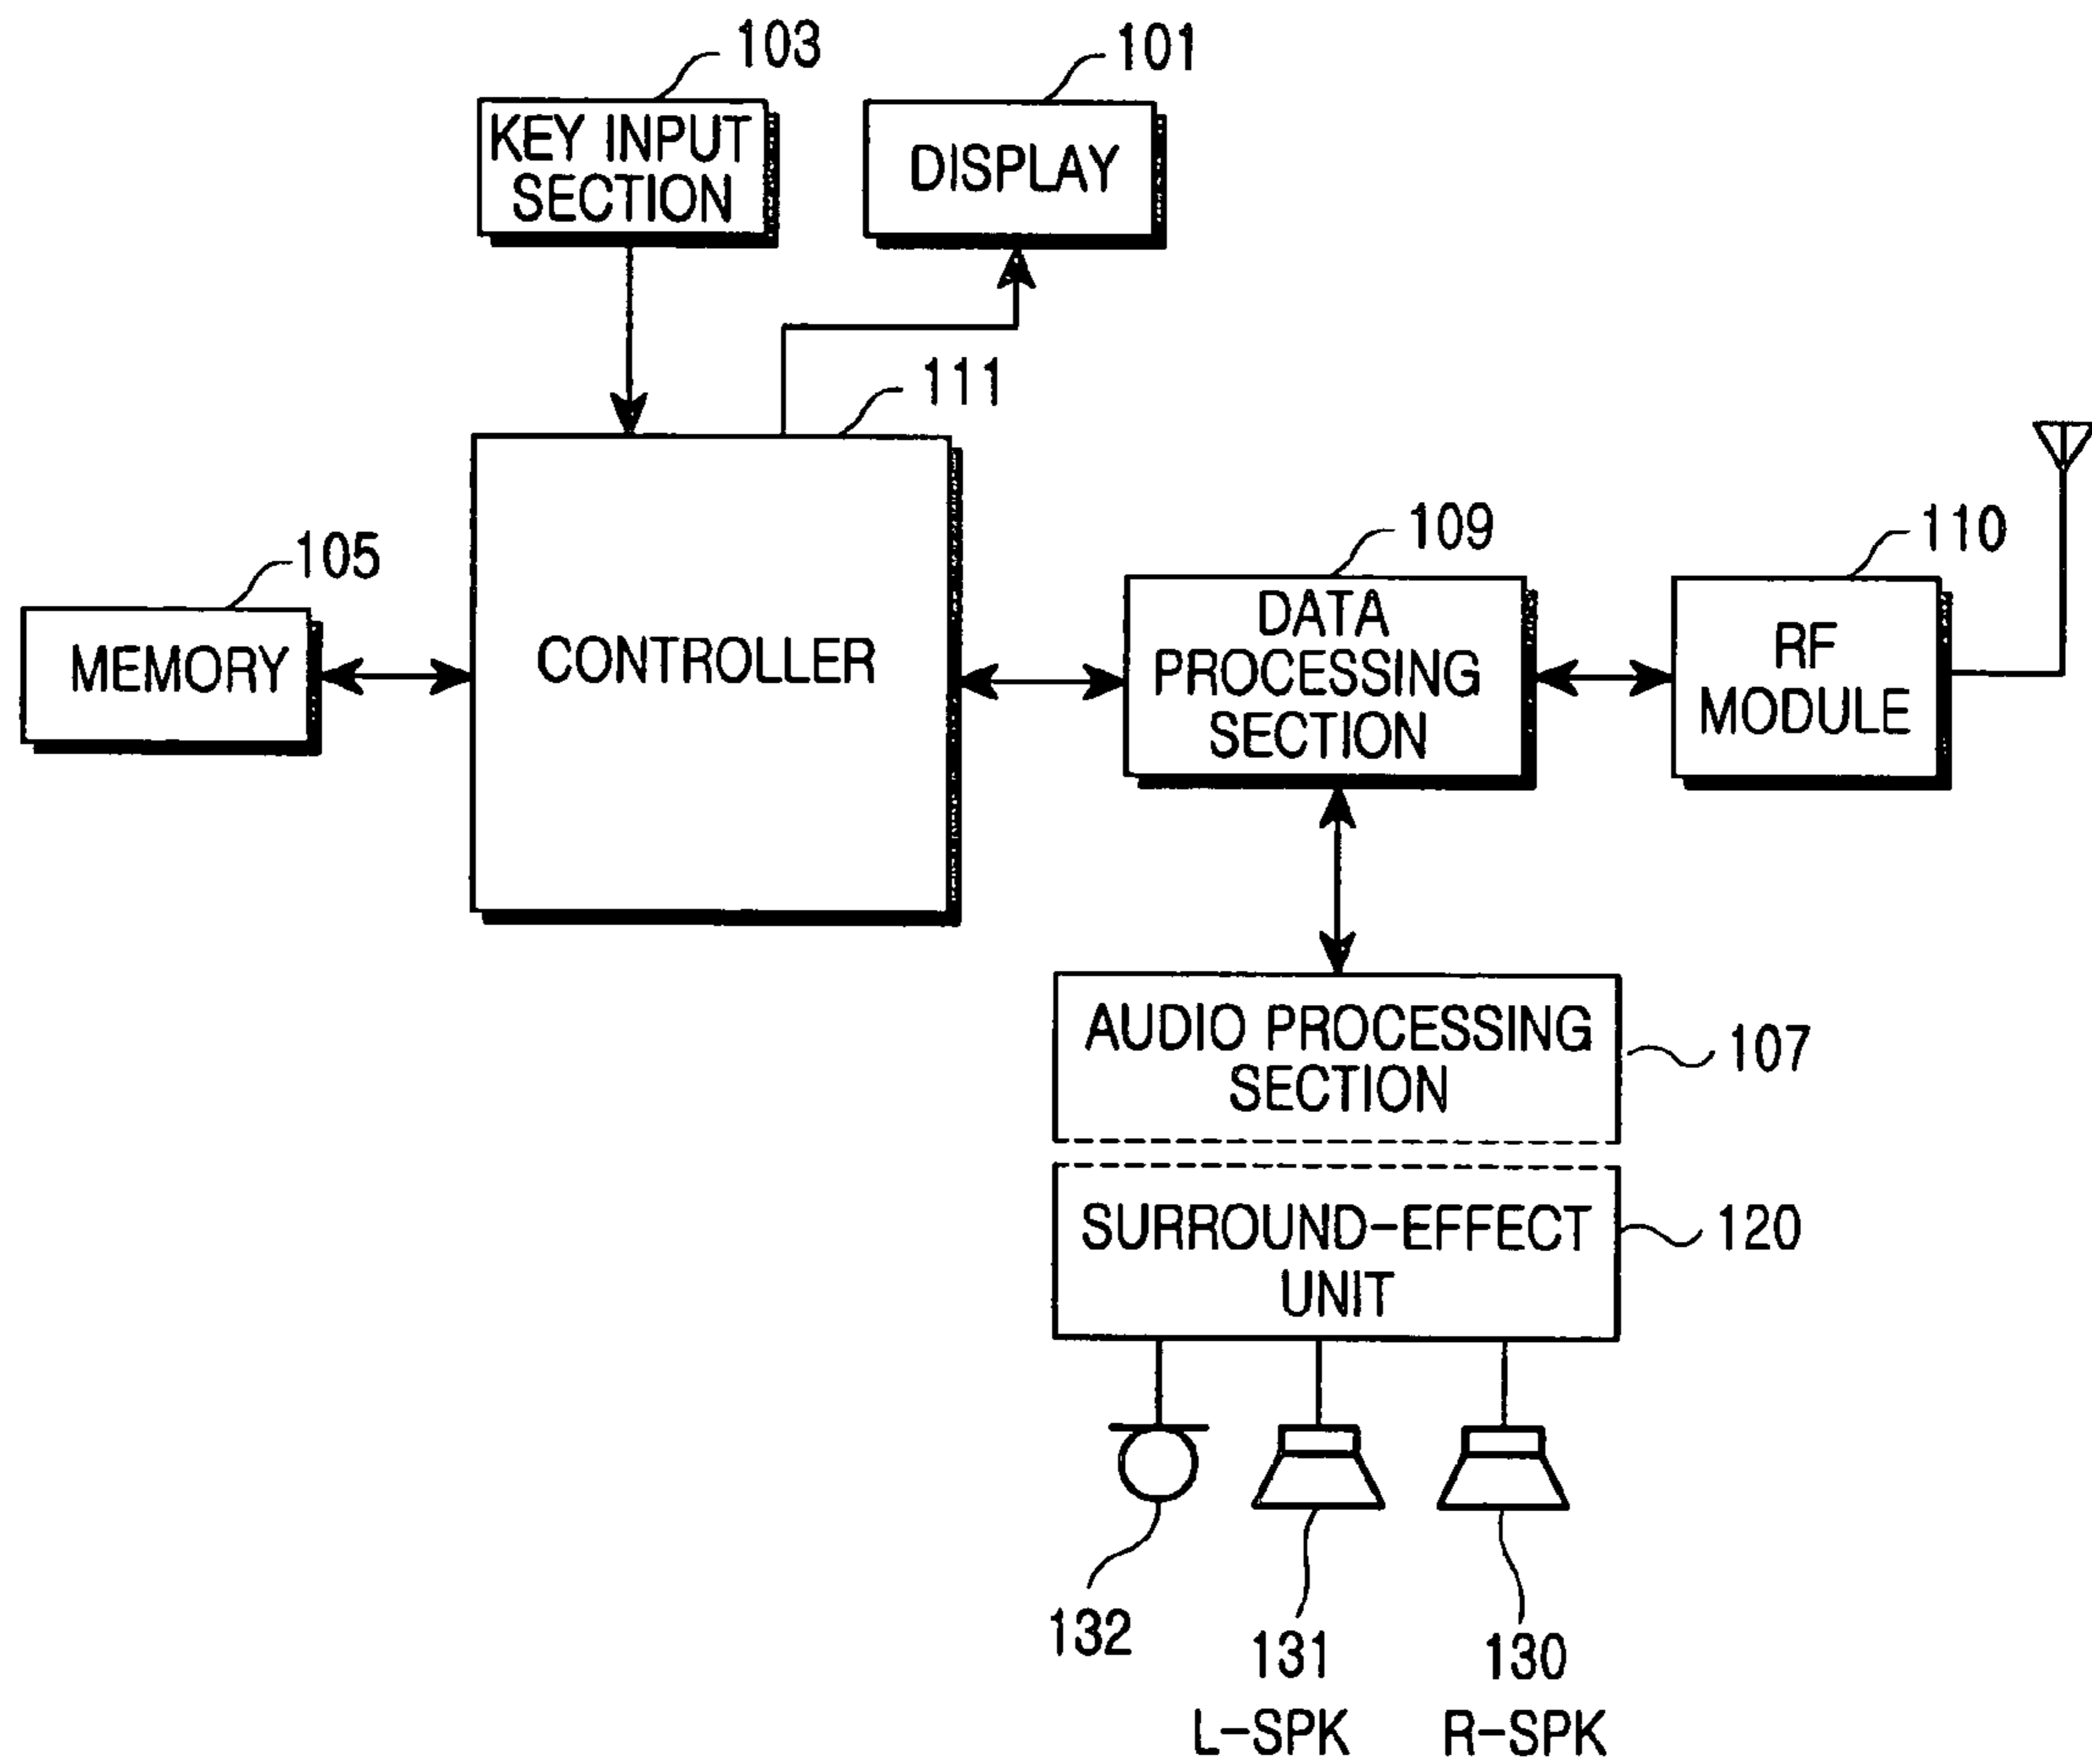 103
101
KEY INPUT
SECTION
DISPLAY
111
105
109
110
MEMORY
CONTROLLER
DATA
PROCESSING
SECTION
RF
MODULE
AUDIO PROCESSING
SECTION
107
SURROUND-EFFECT
UNIT
120
132
131
L-SPK
130
R-SPK